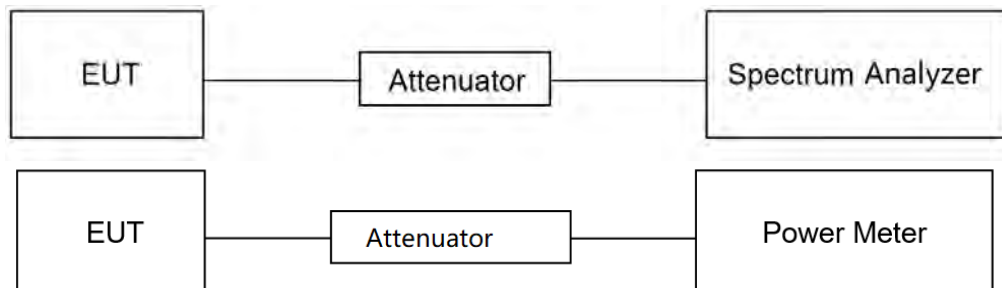 EUT
Attenuator
Spectrum Analyzer
EUT
Attenuator
Power Meter